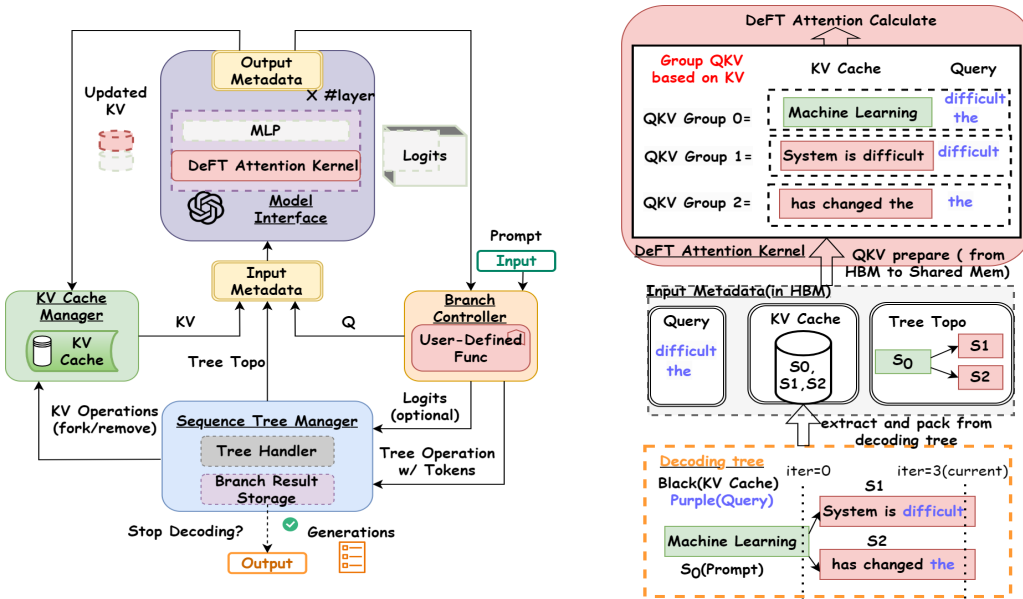 Output
Metadata
X #layer
Updated
KV
MLP
DeFT Attention Kernel
Logits
Model
Interface
Prompt
Input
Input
Metadata
KV Cache
Manager
KV
Cache
KV
Q
Branch
Controller
User-Defined
Func
Tree Topo
KV Operations
(fork/remove)
Logits
(optional)
Sequence Tree Manager
Tree Handler
Branch Result
Storage
Tree Operation
w/ Tokens
Stop Decoding?
Generations
Output
DeFT Attention Calculate
Group QKV
based on KV
KV Cache
Query
QKV Group 0=
Machine Learning
difficult
the
QKV Group 1=
System is difficult
difficult
QKV Group 2=
has changed the
the
DeFT Attention Kernel
QKV prepare ( from
HBM to Shared Mem)
Input Metadata(in HBM)
Query
difficult
the
KV Cache
S0,
S1,S2
Tree Topo
S0
S1
S2
extract and pack from
decoding tree
Decoding tree
iter=0
iter=3(current)
Black(KV Cache)
Purple(Query)
S1
System is difficult
Machine Learning
S2
has changed the
S0(Prompt)